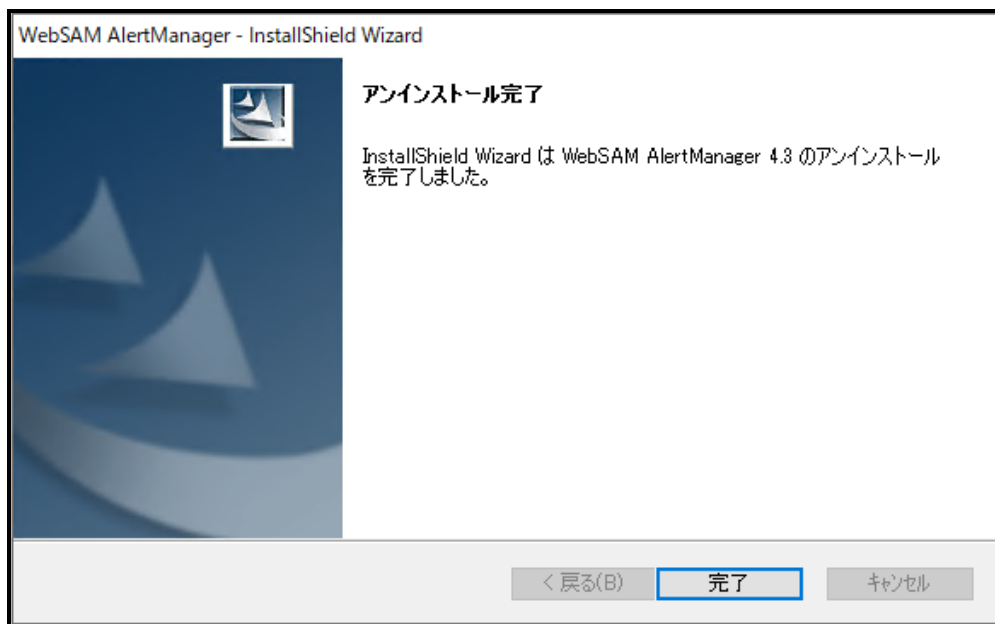 WebSAM AlertManager - InstallShield Wizard
アンインストール完了
InstallShield Wizard は WebSAM AlertManager 4.3 のアンインストール
を完了しました。
< 戻る(B)
完了
キャンセル